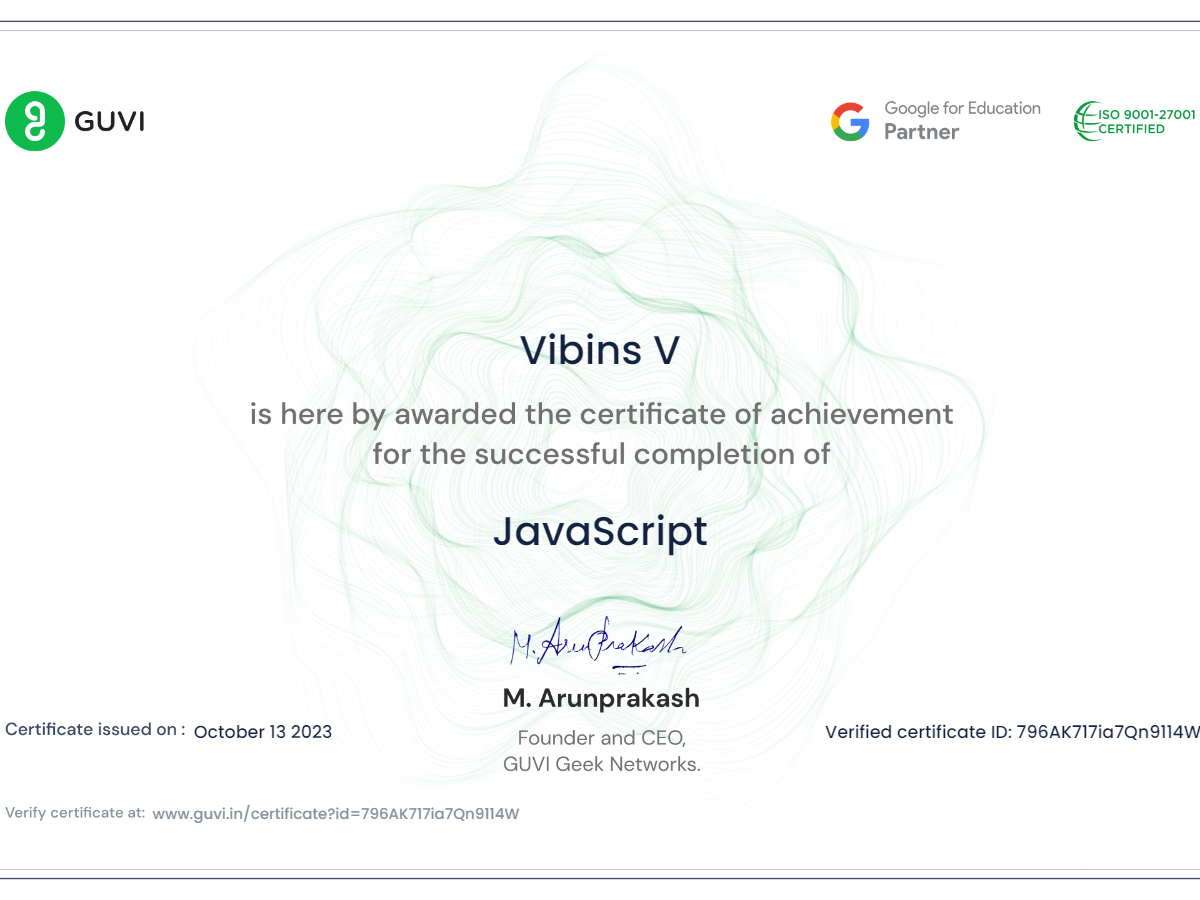 GUVI
Google for Education
Partner
ISO 9001-27001
CERTIFIED
Vibins V
is here by awarded the certificate of achievement
for the successful completion of
JavaScript
M. ArunPrakash
M. Arunprakash
Founder and CEO,
GUVI Geek Networks.
Certificate issued on : October 13 2023
Verified certificate ID: 796AK717ia7Qn9114W
Verify certificate at: www.guvi.in/certificate?id=796AK717ia7Qn9114W